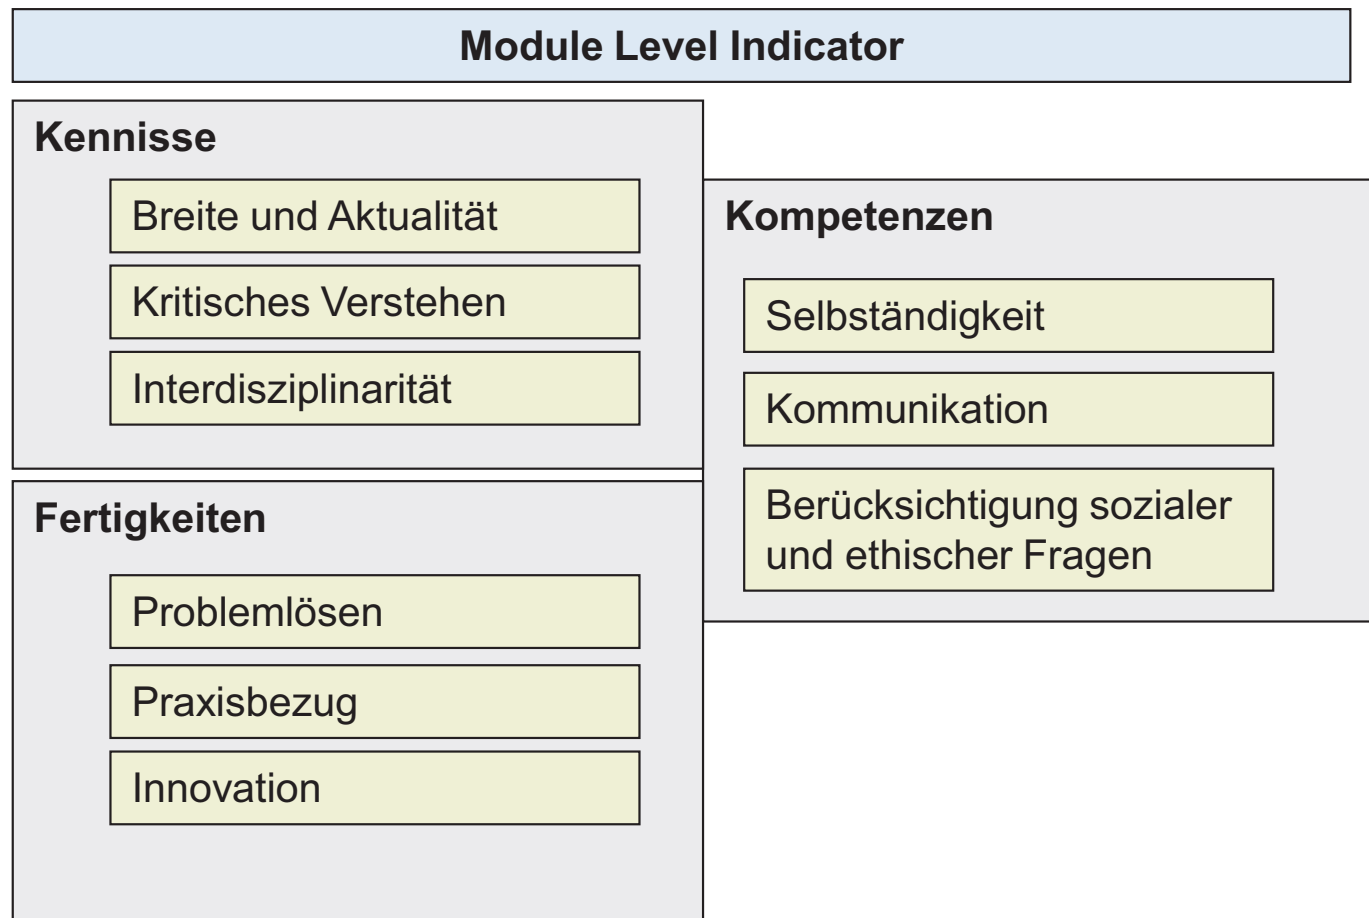 Module Level Indicator
Kennisse
Breite und Aktualität
Kritisches Verstehen
Interdisziplinarität
Fertigkeiten
Problemlösen
Praxisbezug
Innovation
Kompetenzen
Selbständigkeit
Kommunikation
Berücksichtigung sozialer
und ethischer Fragen